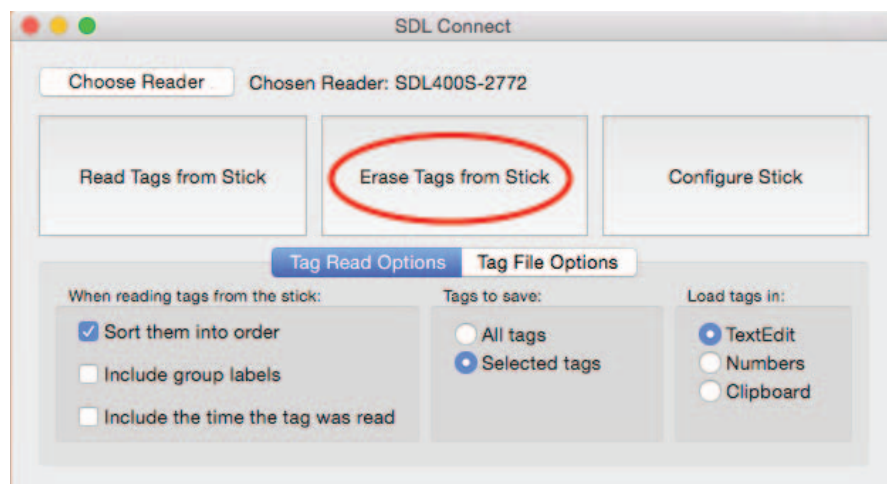 SDL Connect
Choose Reader Chosen Reader: SDL400S-2772
Read Tags from Stick Erase Tags from Stick Configure Stick
Tag Read Options Tag File Options
When reading tags from the stick: Tags to save: Load tags in:
Sort them into order All tags TextEdit
Include group labels Selected tags Numbers
Include the time the tag was read Clipboard